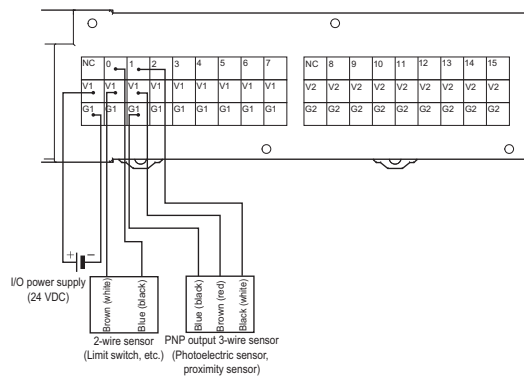 NC 0 1 2 3 4 5 6 7
V1 V1 V1 V1 V1 V1 V1 V1 V1
G1 G1 G1 G1 G1 G1 G1 G1 G1
NC 8 9 10 11 12 13 14 15
V2 V2 V2 V2 V2 V2 V2 V2 V2
G2 G2 G2 G2 G2 G2 G2 G2 G2
+ −
I/O power supply
(24 VDC)
Brown (white)
Blue (black)
Blue (black)
Brown (red)
Black (white)
2-wire sensor
(Limit switch, etc.)
PNP output 3-wire sensor
(Photoelectric sensor,
proximity sensor)